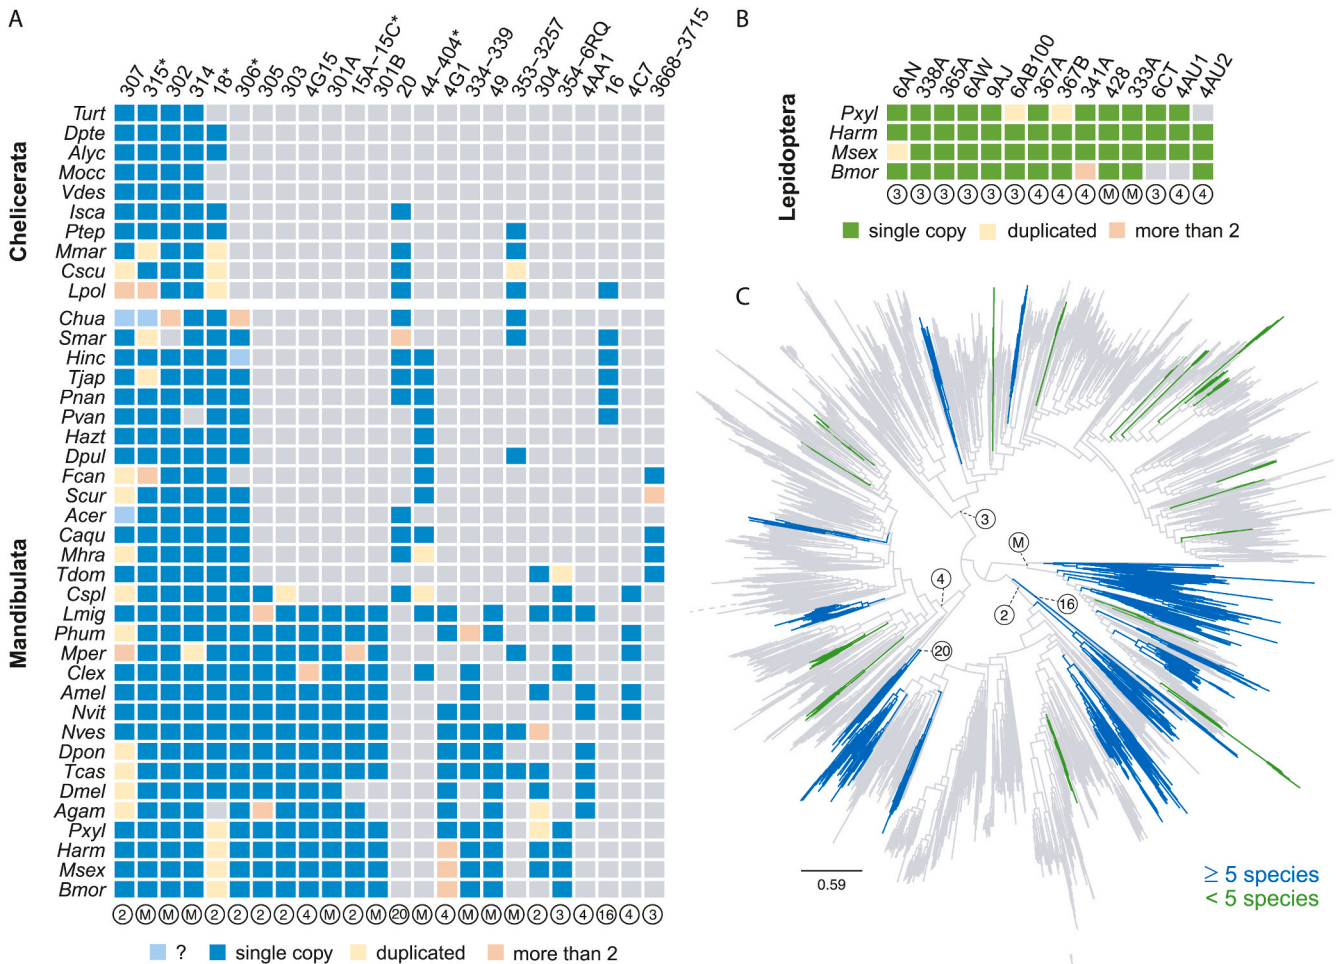 A
307 315* 302 314 18* 306* 305 303 4G15 301A 15A–15C* 301B 20 44–404* 4G1 334–339 49 353–3257 304 354–6RQ 4AA1 16 4C7 3668–3715
Chelicerata
Turt
Dpte
Alyc
Mocc
Vdes
Isca
Ptep
Mmar
Cscu
Lpol
Mandibulata
Chua
Smar
Hinc
Tjap
Pnan
Pvan
Hazt
Dpul
Fcan
Scur
Acer
Caqu
Mhra
Tdom
Cspl
Lmig
Phum
Mper
Clex
Amel
Nvit
Nves
Dpon
Tcas
Dmel
Agam
Pxyl
Harm
Msex
Bmor
2 M M M 2 2 2 2 4 M 2 M 20 M 4 M M M 2 3 4 16 4 3
? single copy duplicated more than 2
B
6AN 338A 365A 6AW 9AJ 6AB100 367A 367B 341A 428 333A 6CT 4AU1 4AU2
Lepidoptera
Pxyl
Harm
Msex
Bmor
3 3 3 3 3 3 4 4 4 M M 3 4 4
single copy duplicated more than 2
C
3
M
4
16
2
20
0.59
≥ 5 species
< 5 species